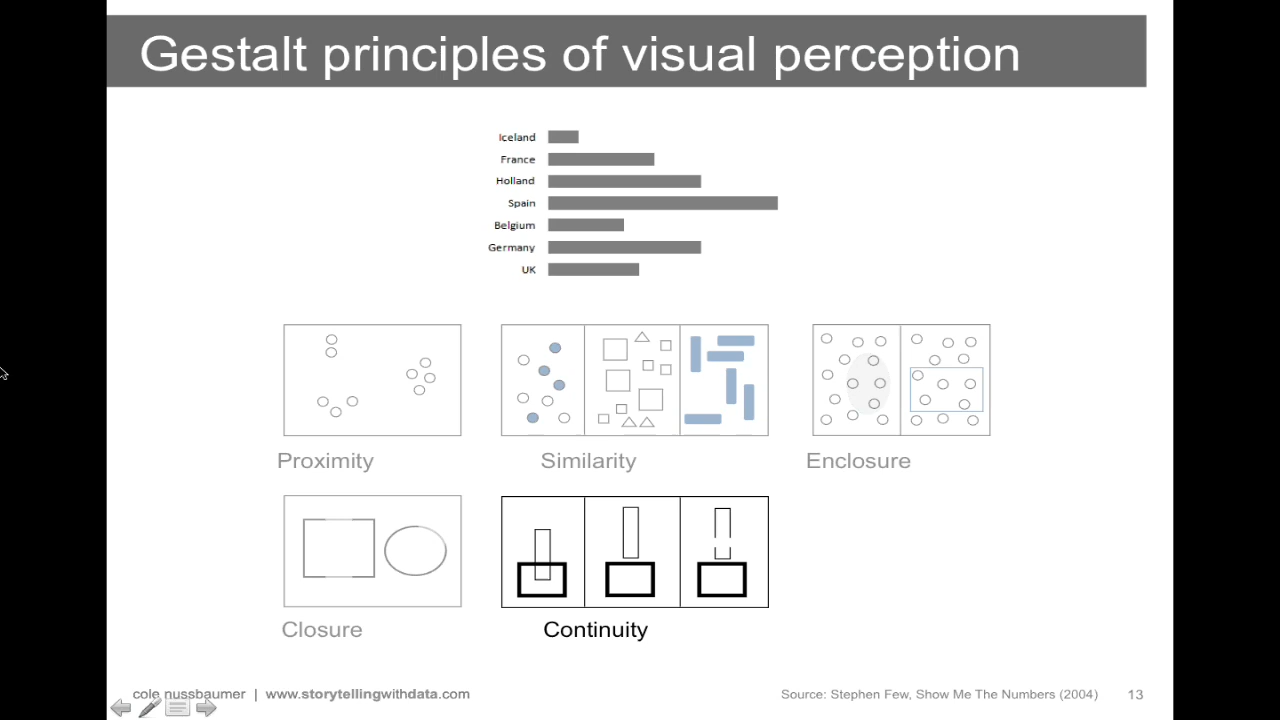 Gestalt principles of visual perception
Iceland
France
Holland
Spain
Belgium
Germany
UK
Proximity
Similarity
Enclosure
Closure
Continuity
cole nussbaumer | www.storytellingwithdata.com
Source: Stephen Few, Show Me The Numbers (2004) 13